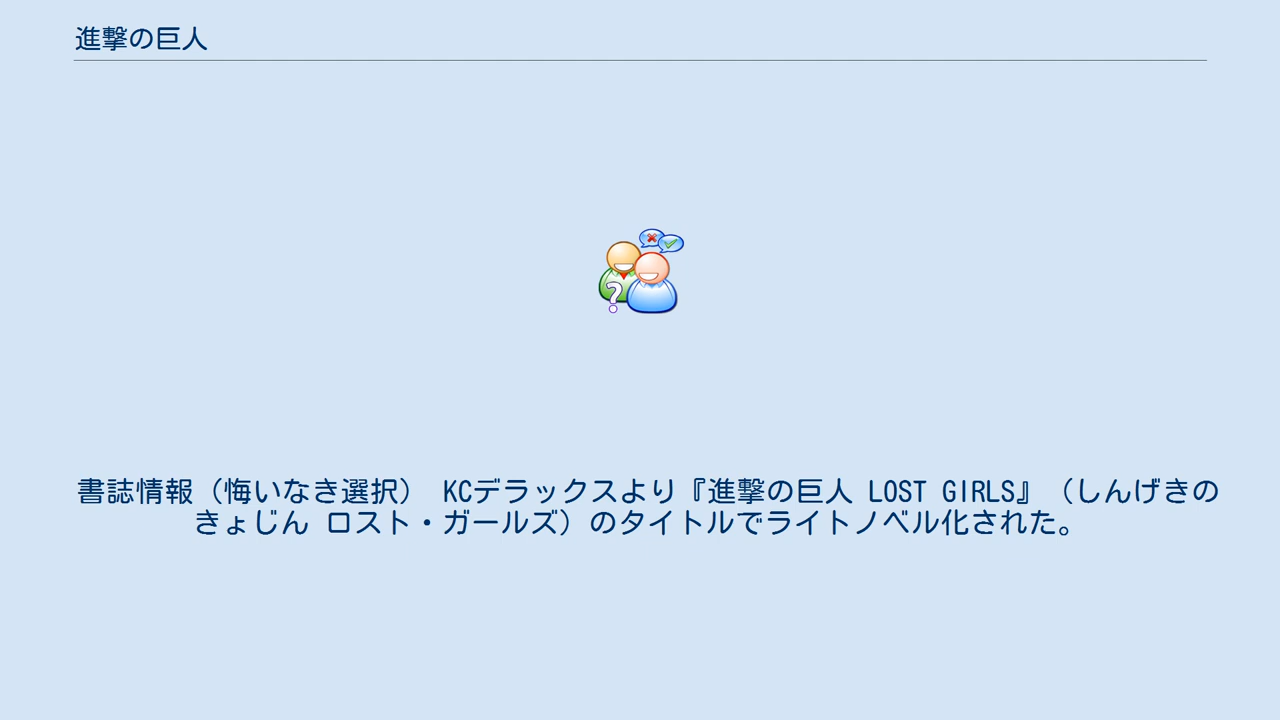 進撃の巨人
書誌情報（悔いなき選択） KCデラックスより『進撃の巨人 LOST GIRLS』（しんげきの
きょじん ロスト・ガールズ）のタイトルでライトノベル化された。